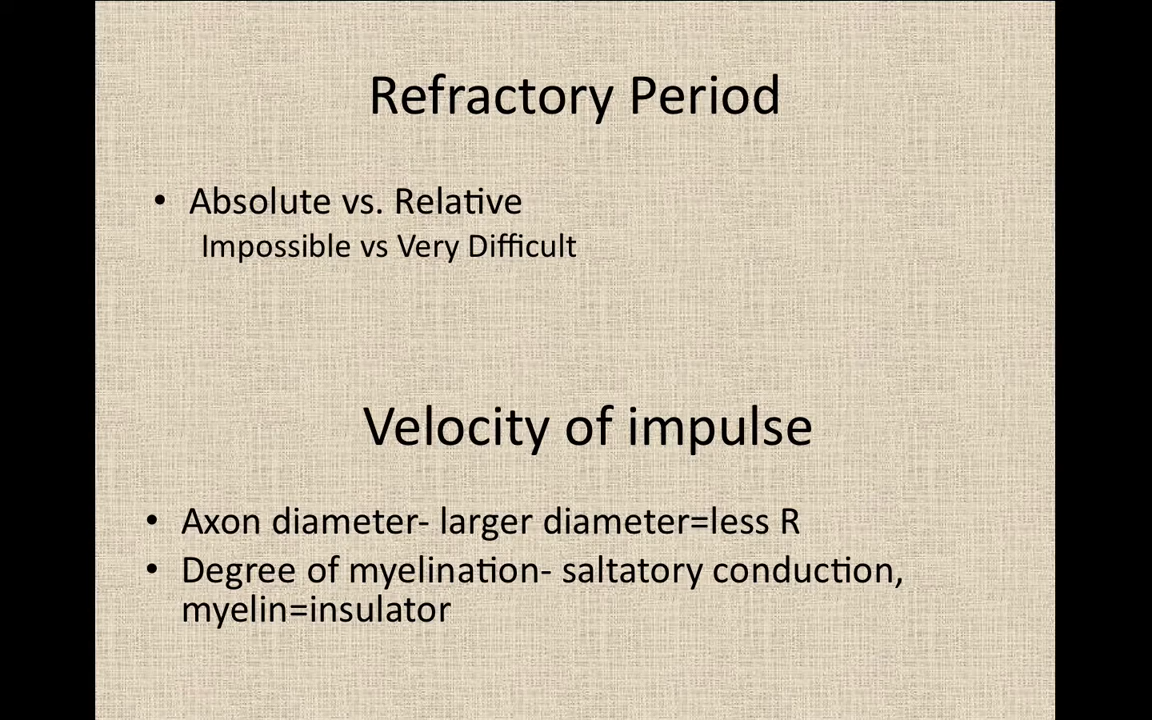 Refractory Period
• Absolute vs. Relative
Impossible vs Very Difficult
Velocity of impulse
• Axon diameter- larger diameter=less R
• Degree of myelination- saltatory conduction,
myelin=insulator